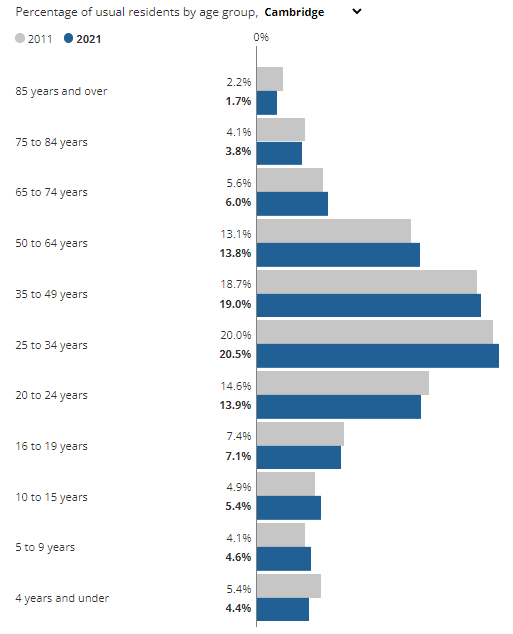 Percentage of usual residents by age group, Cambridge
2011 2021
0%
85 years and over
2.2%
1.7%
75 to 84 years
4.1%
3.8%
65 to 74 years
5.6%
6.0%
50 to 64 years
13.1%
13.8%
35 to 49 years
18.7%
19.0%
25 to 34 years
20.0%
20.5%
20 to 24 years
14.6%
13.9%
16 to 19 years
7.4%
7.1%
10 to 15 years
4.9%
5.4%
5 to 9 years
4.1%
4.6%
4 years and under
5.4%
4.4%